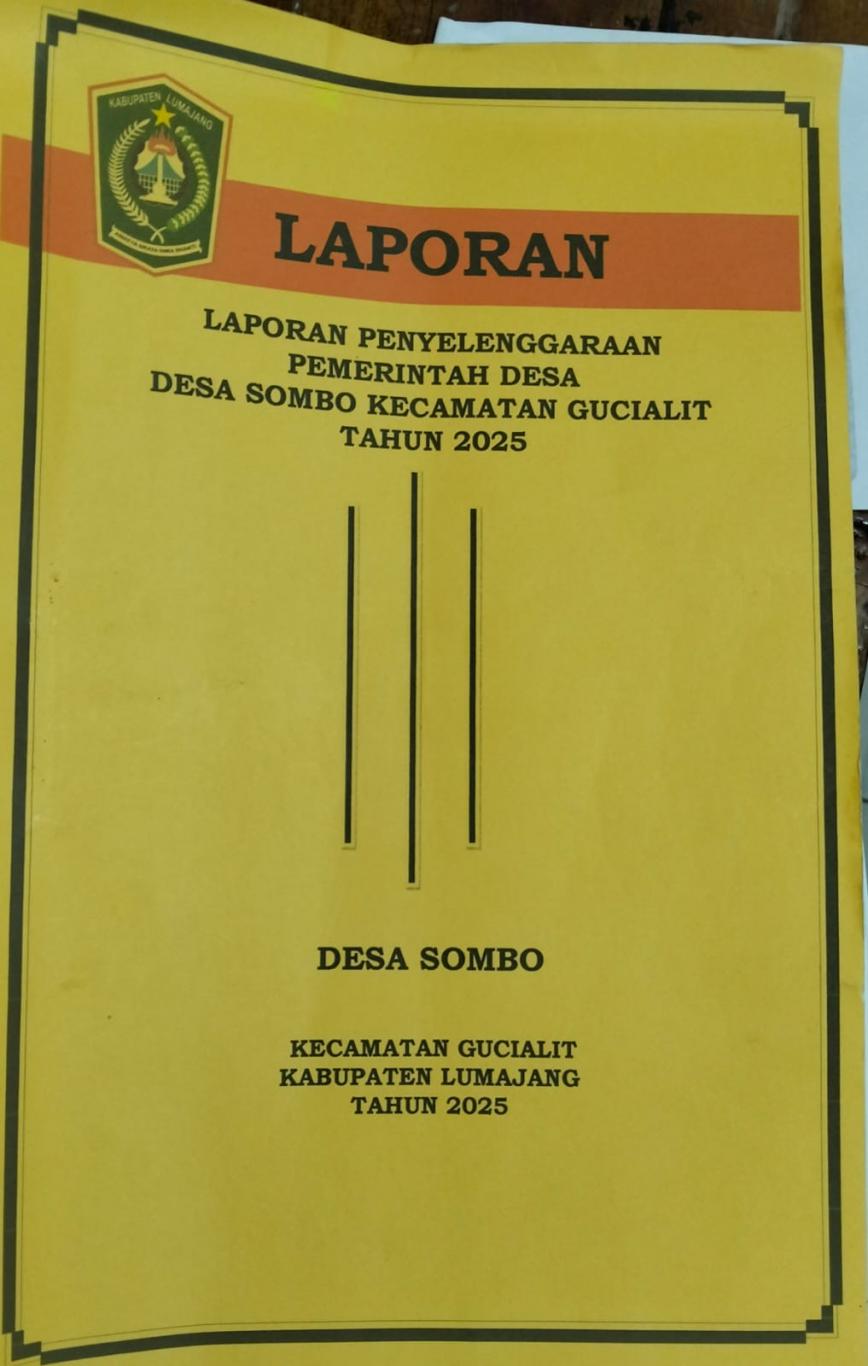 KABUPATEN LUMAJANG
LAPORAN
LAPORAN PENYELENGGARAAN
PEMERINTAH DESA
DESA SOMBO KECAMATAN GUCIALIT
TAHUN 2025
DESA SOMBO
KECAMATAN GUCIALIT
KABUPATEN LUMAJANG
TAHUN 2025